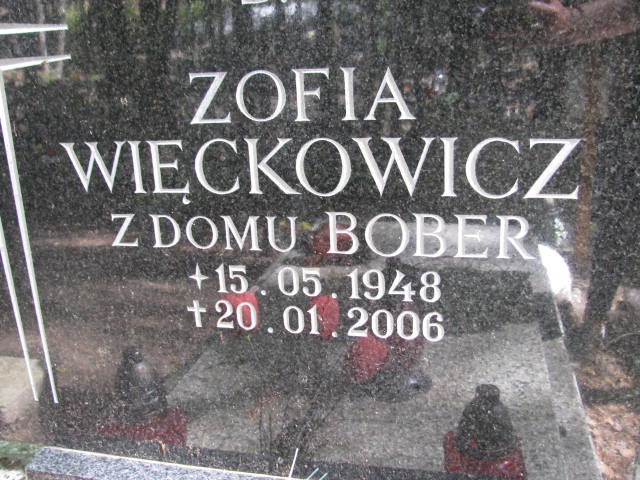 ZOFIA
WIĘCKOWICZ
Z DOMU BOBER
+ 15.05.1948
✝ 20.01.2006